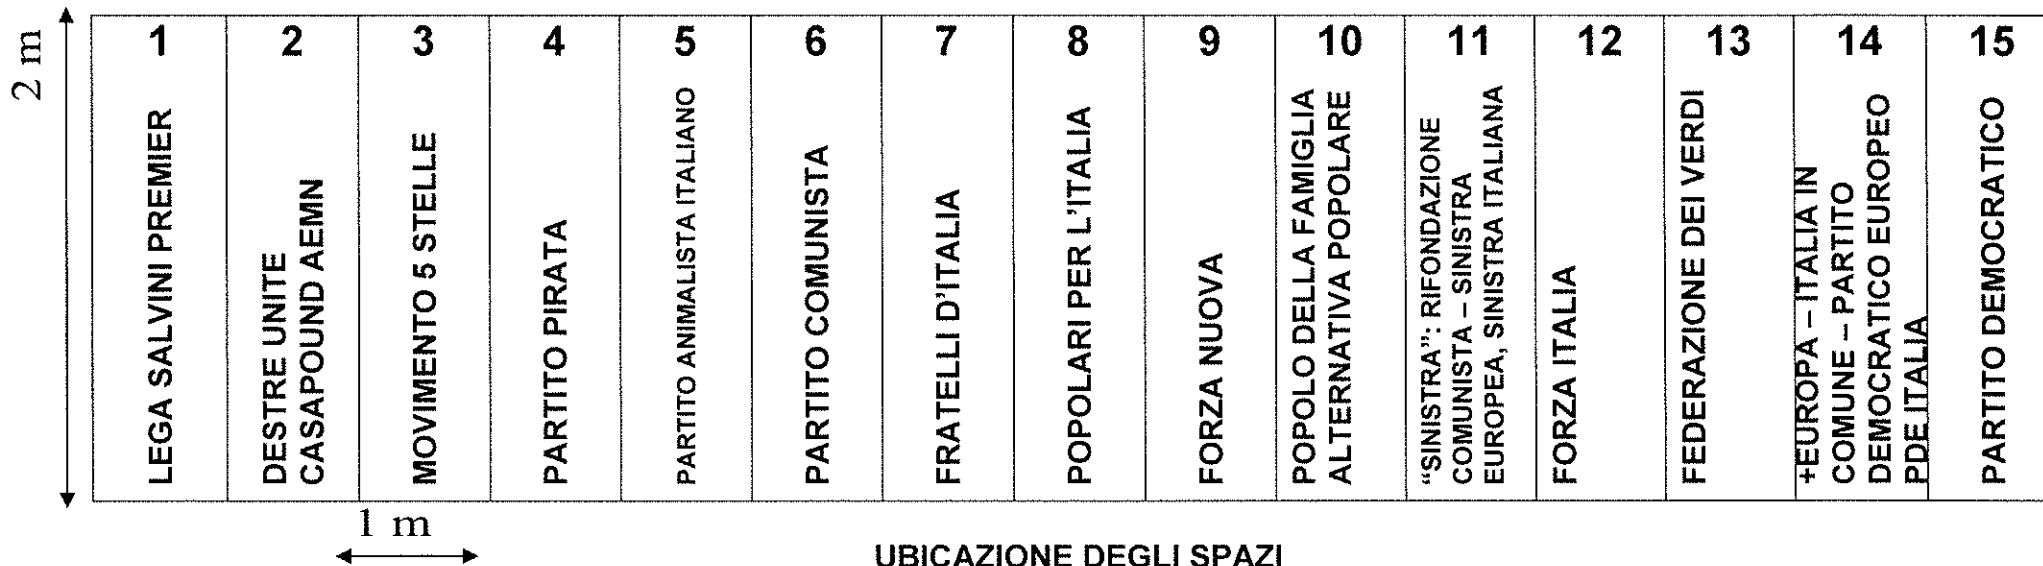 2 m
1
LEGA SALVINI PREMIER
2
DESTRE UNITE
CASAPOUND AEMN
3
MOVIMENTO 5 STELLE
4
PARTITO PIRATA
5
PARTITO ANIMALISTA ITALIANO
6
PARTITO COMUNISTA
7
FRATELLI D'ITALIA
8
POPOLARI PER L'ITALIA
9
FORZA NUOVA
10
POPOLO DELLA FAMIGLIA
ALTERNATIVA POPOLARE
11
“SINISTRA”: RIFONDAZIONE
COMUNISTA – SINISTRA
EUROPEA, SINISTRA ITALIANA
12
FORZA ITALIA
13
FEDERAZIONE DEI VERDI
14
+EUROPA – ITALIA IN
COMUNE – PARTITO
DEMOCRATICO EUROPEO
PDE ITALIA
15
PARTITO DEMOCRATICO
1 m
UBICAZIONE DEGLI SPAZI